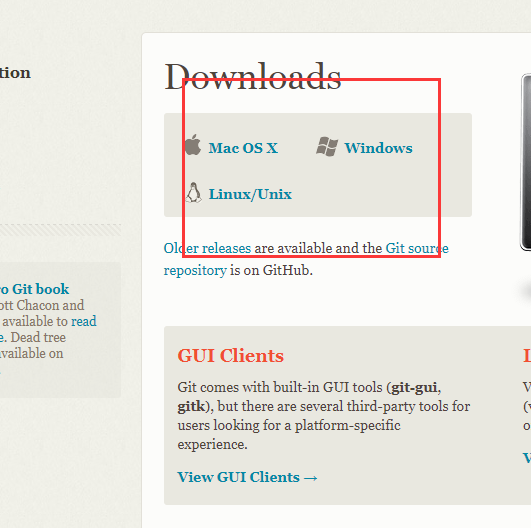 tion
Downloads
Mac OS X
Windows
Linux/Unix
Older releases are available and the Git source
repository is on GitHub.
o Git book
ott Chacon and
available to read
e. Dead tree
available on
GUI Clients
Git comes with built-in GUI tools (git-gui,
gitk), but there are several third-party tools for
users looking for a platform-specific
experience.
View GUI Clients →